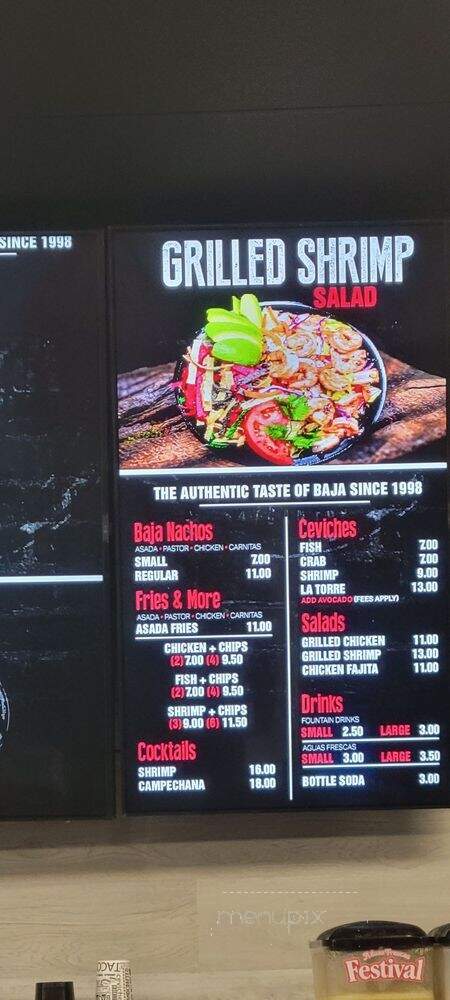 SINCE 1998
GRILLED SHRIMP
SALAD
THE AUTHENTIC TASTE OF BAJA SINCE 1998
Baja Nachos
ASADA • PASTOR • CHICKEN • CARNITAS
SMALL 7.00
REGULAR 11.00
Fries & More
ASADA • PASTOR • CHICKEN • CARNITAS
ASADA FRIES 11.00
CHICKEN + CHIPS
(2) 7.00 (4) 9.50
FISH + CHIPS
(2) 7.00 (4) 9.50
SHRIMP + CHIPS
(3) 9.00 (6) 11.50
Cocktails
SHRIMP 16.00
CAMPECHANA 18.00
Ceviches
FISH 7.00
CRAB 7.00
SHRIMP 9.00
LA TORRE 13.00
ADD AVOCADO (FEES APPLY)
Salads
GRILLED CHICKEN 11.00
GRILLED SHRIMP 13.00
CHICKEN FAJITA 11.00
Drinks
FOUNTAIN DRINKS
SMALL 2.50 LARGE 3.00
AGUAS FRESCAS
SMALL 3.00 LARGE 3.50
BOTTLE SODA 3.00
menupix
Festival